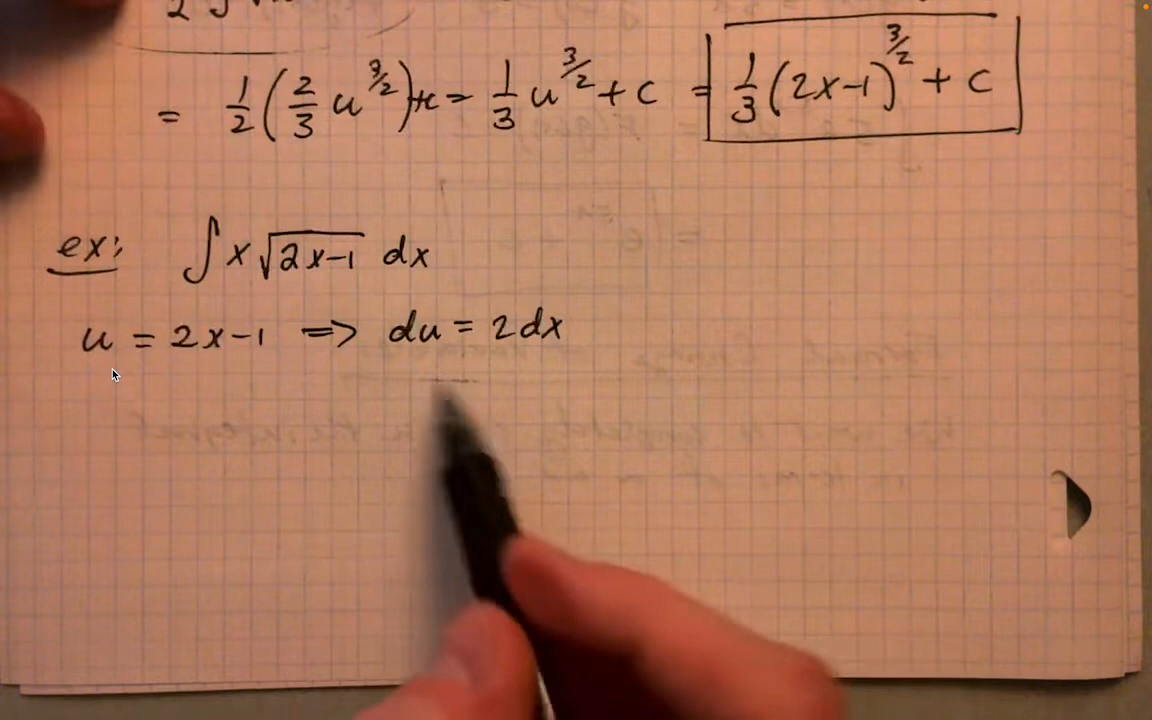 = 1/2 (2/3 u^3/2)+c = 1/3 u^3/2 + c = 1/3 (2x-1)^3/2 + c
ex: ∫ x √2x-1 dx
u = 2x-1 => du = 2dx